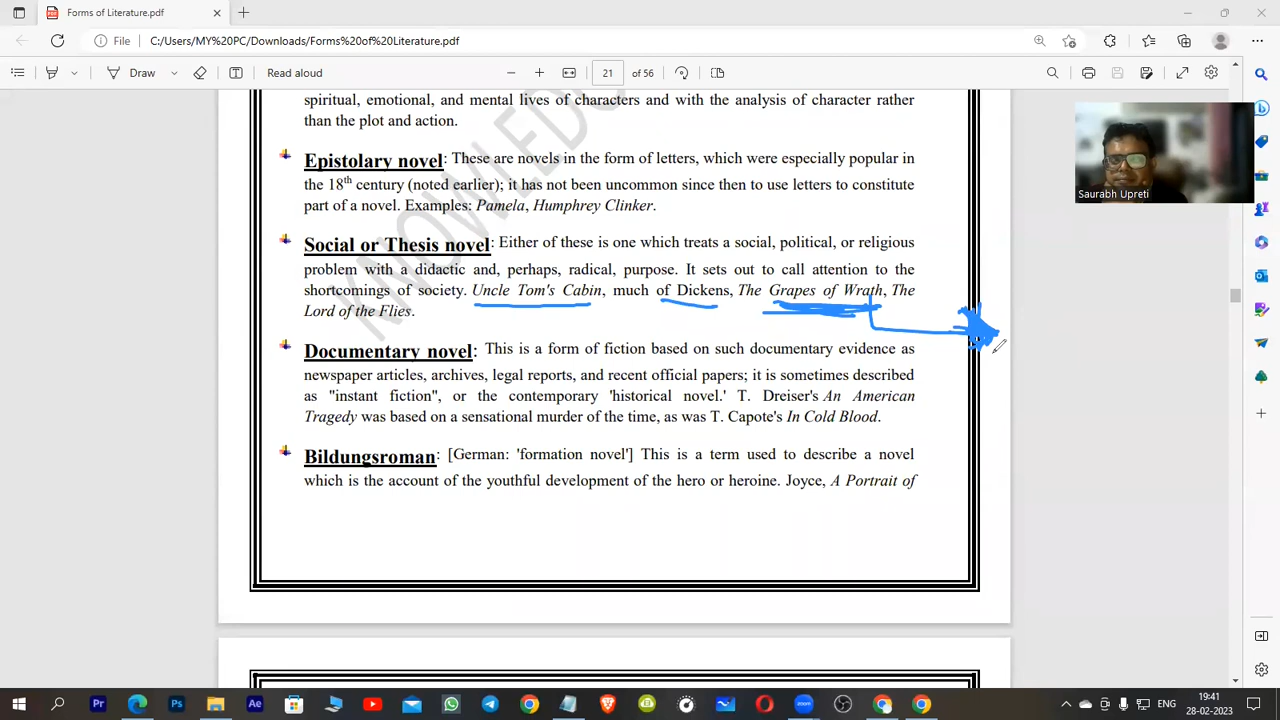 Forms of Literature.pdf
File C:/Users/MY%20PC/Downloads/Forms%20of%20Literature.pdf
Draw Read aloud 21 of 56
spiritual, emotional, and mental lives of characters and with the analysis of character rather
than the plot and action.
Epistolary novel: These are novels in the form of letters, which were especially popular in
the 18th century (noted earlier); it has not been uncommon since then to use letters to constitute
part of a novel. Examples: Pamela, Humphrey Clinker.
Social or Thesis novel: Either of these is one which treats a social, political, or religious
problem with a didactic and, perhaps, radical, purpose. It sets out to call attention to the
shortcomings of society. Uncle Tom's Cabin, much of Dickens, The Grapes of Wrath, The
Lord of the Flies.
Documentary novel: This is a form of fiction based on such documentary evidence as
newspaper articles, archives, legal reports, and recent official papers; it is sometimes described
as "instant fiction", or the contemporary 'historical novel.' T. Dreiser's An American
Tragedy was based on a sensational murder of the time, as was T. Capote's In Cold Blood.
Bildungsroman: [German: 'formation novel'] This is a term used to describe a novel
which is the account of the youthful development of the hero or heroine. Joyce, A Portrait of
KNOWLEDG
Saurabh Upreti
Pr Ps Ae
ENG
19:41
28-02-2023